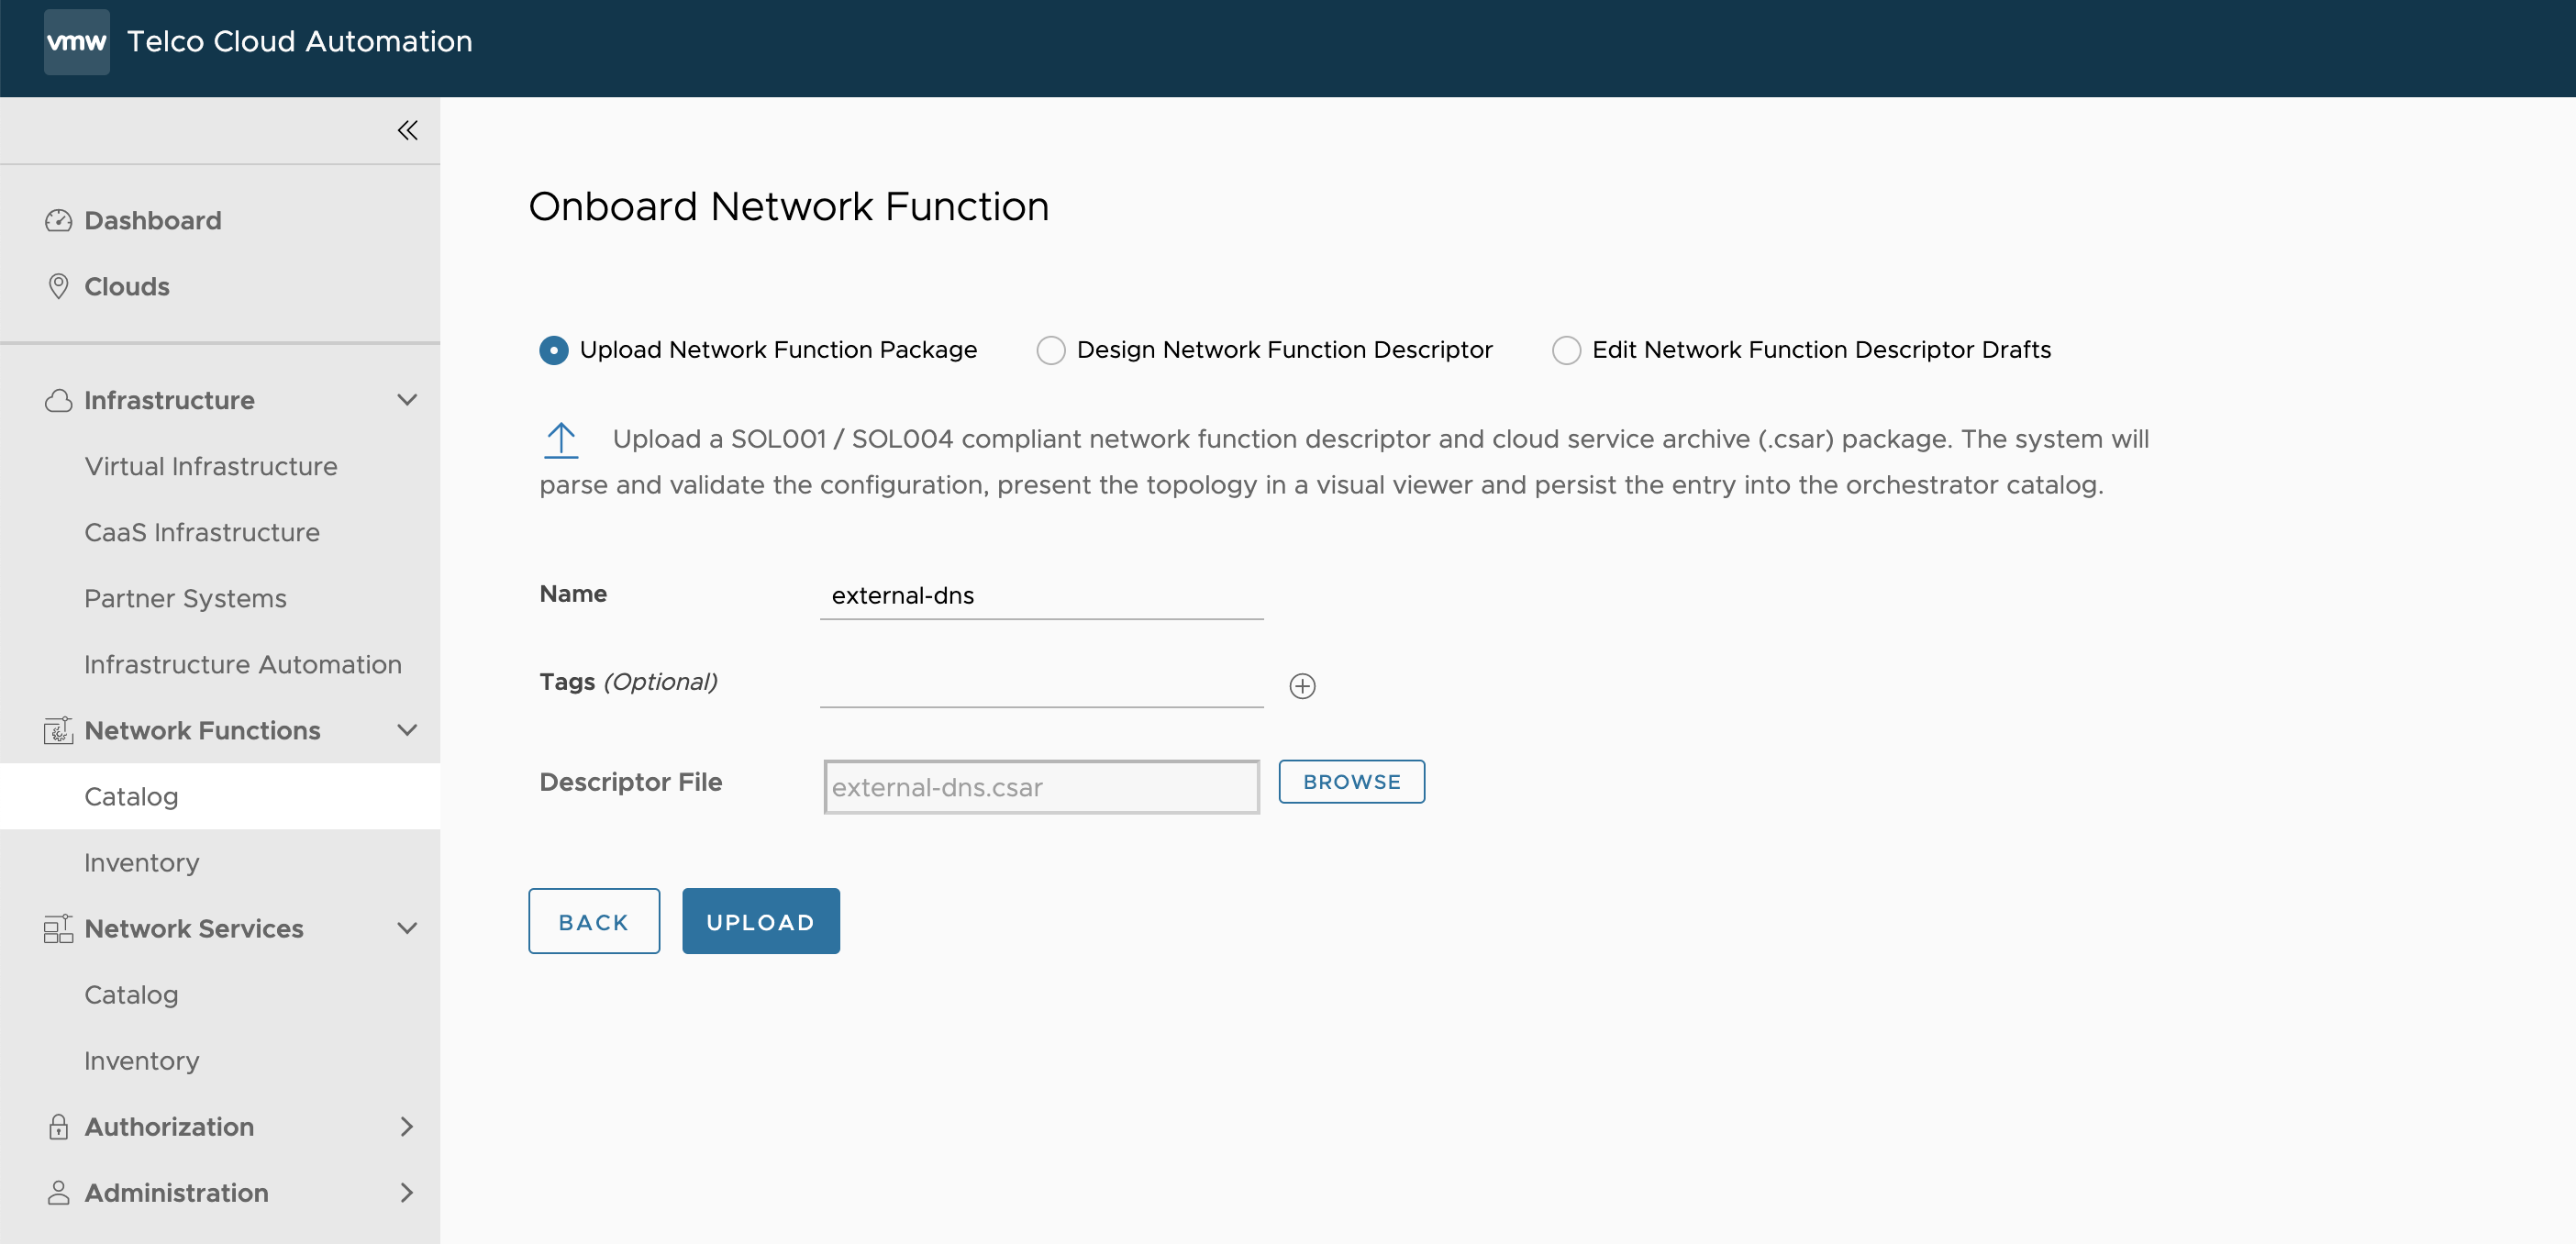 vmw Telco Cloud Automation
Dashboard
Clouds
Infrastructure
Virtual Infrastructure
CaaS Infrastructure
Partner Systems
Infrastructure Automation
Network Functions
Catalog
Inventory
Network Services
Catalog
Inventory
Authorization
Administration
Onboard Network Function
Upload Network Function Package Design Network Function Descriptor Edit Network Function Descriptor Drafts
Upload a SOL001 / SOL004 compliant network function descriptor and cloud service archive (.csar) package. The system will
parse and validate the configuration, present the topology in a visual viewer and persist the entry into the orchestrator catalog.
Name external-dns
Tags (Optional)
Descriptor File external-dns.csar BROWSE
BACK UPLOAD